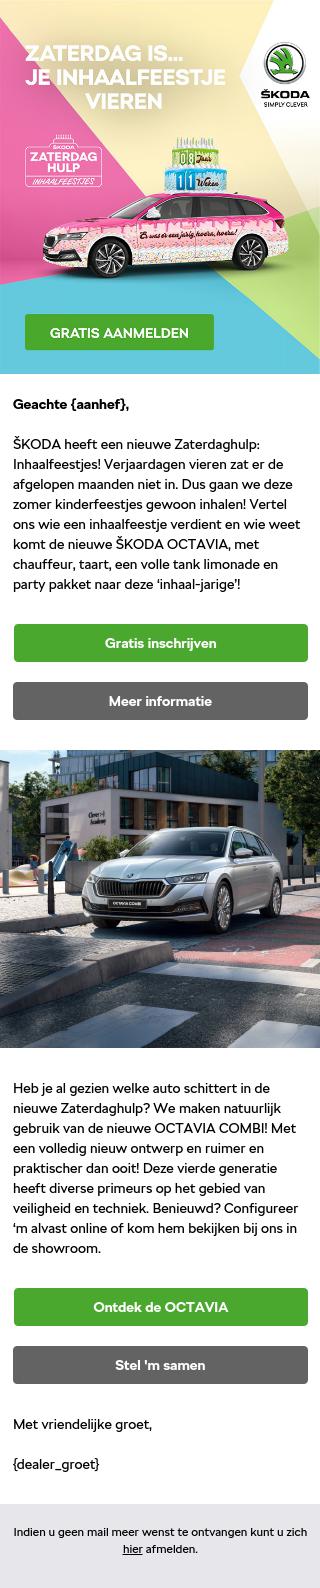 ZATERDAG IS...
JE INHAALFEESTJE
VIEREN
ŠKODA
SIMPLY CLEVER
ŠKODA
ZATERDAG
HULP
INHAALFEESTJES
08 Jaar
11 Weken
Er was er een jarig, hoera, hoera!
GRATIS AANMELDEN
Geachte {aanhef},
ŠKODA heeft een nieuwe Zaterdaghulp:
Inhaalfeestjes! Verjaardagen vieren zat er de
afgelopen maanden niet in. Dus gaan we deze
zomer kinderfeestjes gewoon inhalen! Vertel
ons wie een inhaalfeestje verdient en wie weet
komt de nieuwe ŠKODA OCTAVIA, met
chauffeur, taart, een volle tank limonade en
party pakket naar deze ‘inhaal-jarige’!
Gratis inschrijven
Meer informatie
Clever
Academy
OCTAVIA COMBI
Heb je al gezien welke auto schittert in de
nieuwe Zaterdaghulp? We maken natuurlijk
gebruik van de nieuwe OCTAVIA COMBI! Met
een volledig nieuw ontwerp en ruimer en
praktischer dan ooit! Deze vierde generatie
heeft diverse primeurs op het gebied van
veiligheid en techniek. Benieuwd? Configureer
‘m alvast online of kom hem bekijken bij ons in
de showroom.
Ontdek de OCTAVIA
Stel 'm samen
Met vriendelijke groet,
{dealer_groet}
Indien u geen mail meer wenst te ontvangen kunt u zich
hier afmelden.